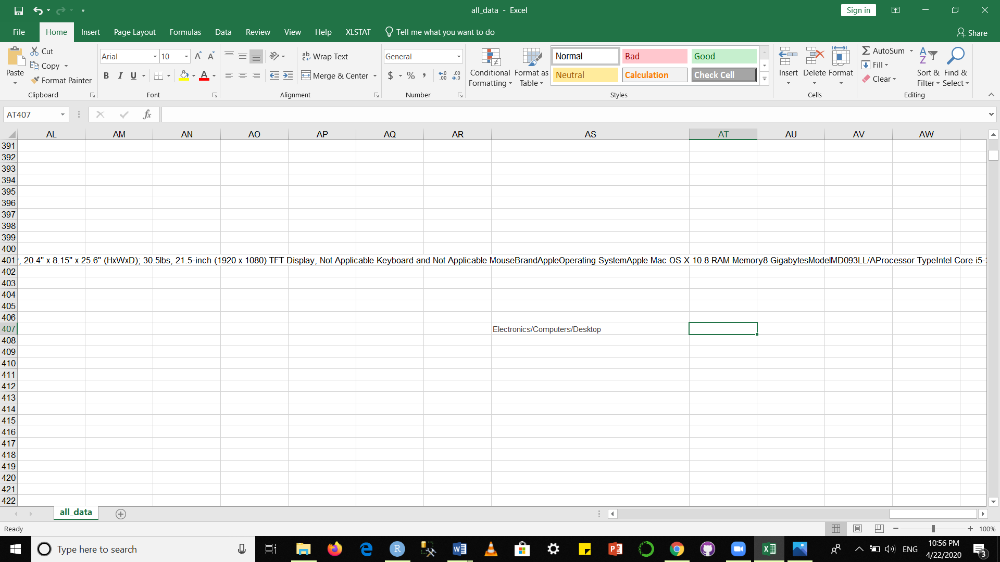 all_data - Excel
Sign in
File Home Insert Page Layout Formulas Data Review View Help XLSTAT Tell me what you want to do Share
Paste
Cut
Copy
Format Painter
Clipboard
Arial 10
B I U
Font
Wrap Text
Merge & Center
Alignment
General
$ % ,
Number
Conditional Formatting
Format as Table
Normal Bad Good
Neutral Calculation Check Cell
Styles
Insert Delete Format
Cells
AutoSum
Fill
Clear
Sort & Filter
Find & Select
Editing
AT407
fx
AL AM AN AO AP AQ AR AS AT AU AV AW
391
392
393
394
395
396
397
398
399
400
401 , 20.4" x 8.15" x 25.6" (HxWxD); 30.5lbs, 21.5-inch (1920 x 1080) TFT Display, Not Applicable Keyboard and Not Applicable MouseBrandAppleOperating SystemApple Mac OS X 10.8 RAM Memory8 GigabytesModelMD093LL/AProcessor TypeIntel Core i5-
402
403
404
405
406
407 Electronics/Computers/Desktop
408
409
410
411
412
413
414
415
416
417
418
419
420
421
422
all_data
Ready
100%
Type here to search
ENG
10:56 PM
4/22/2020
3